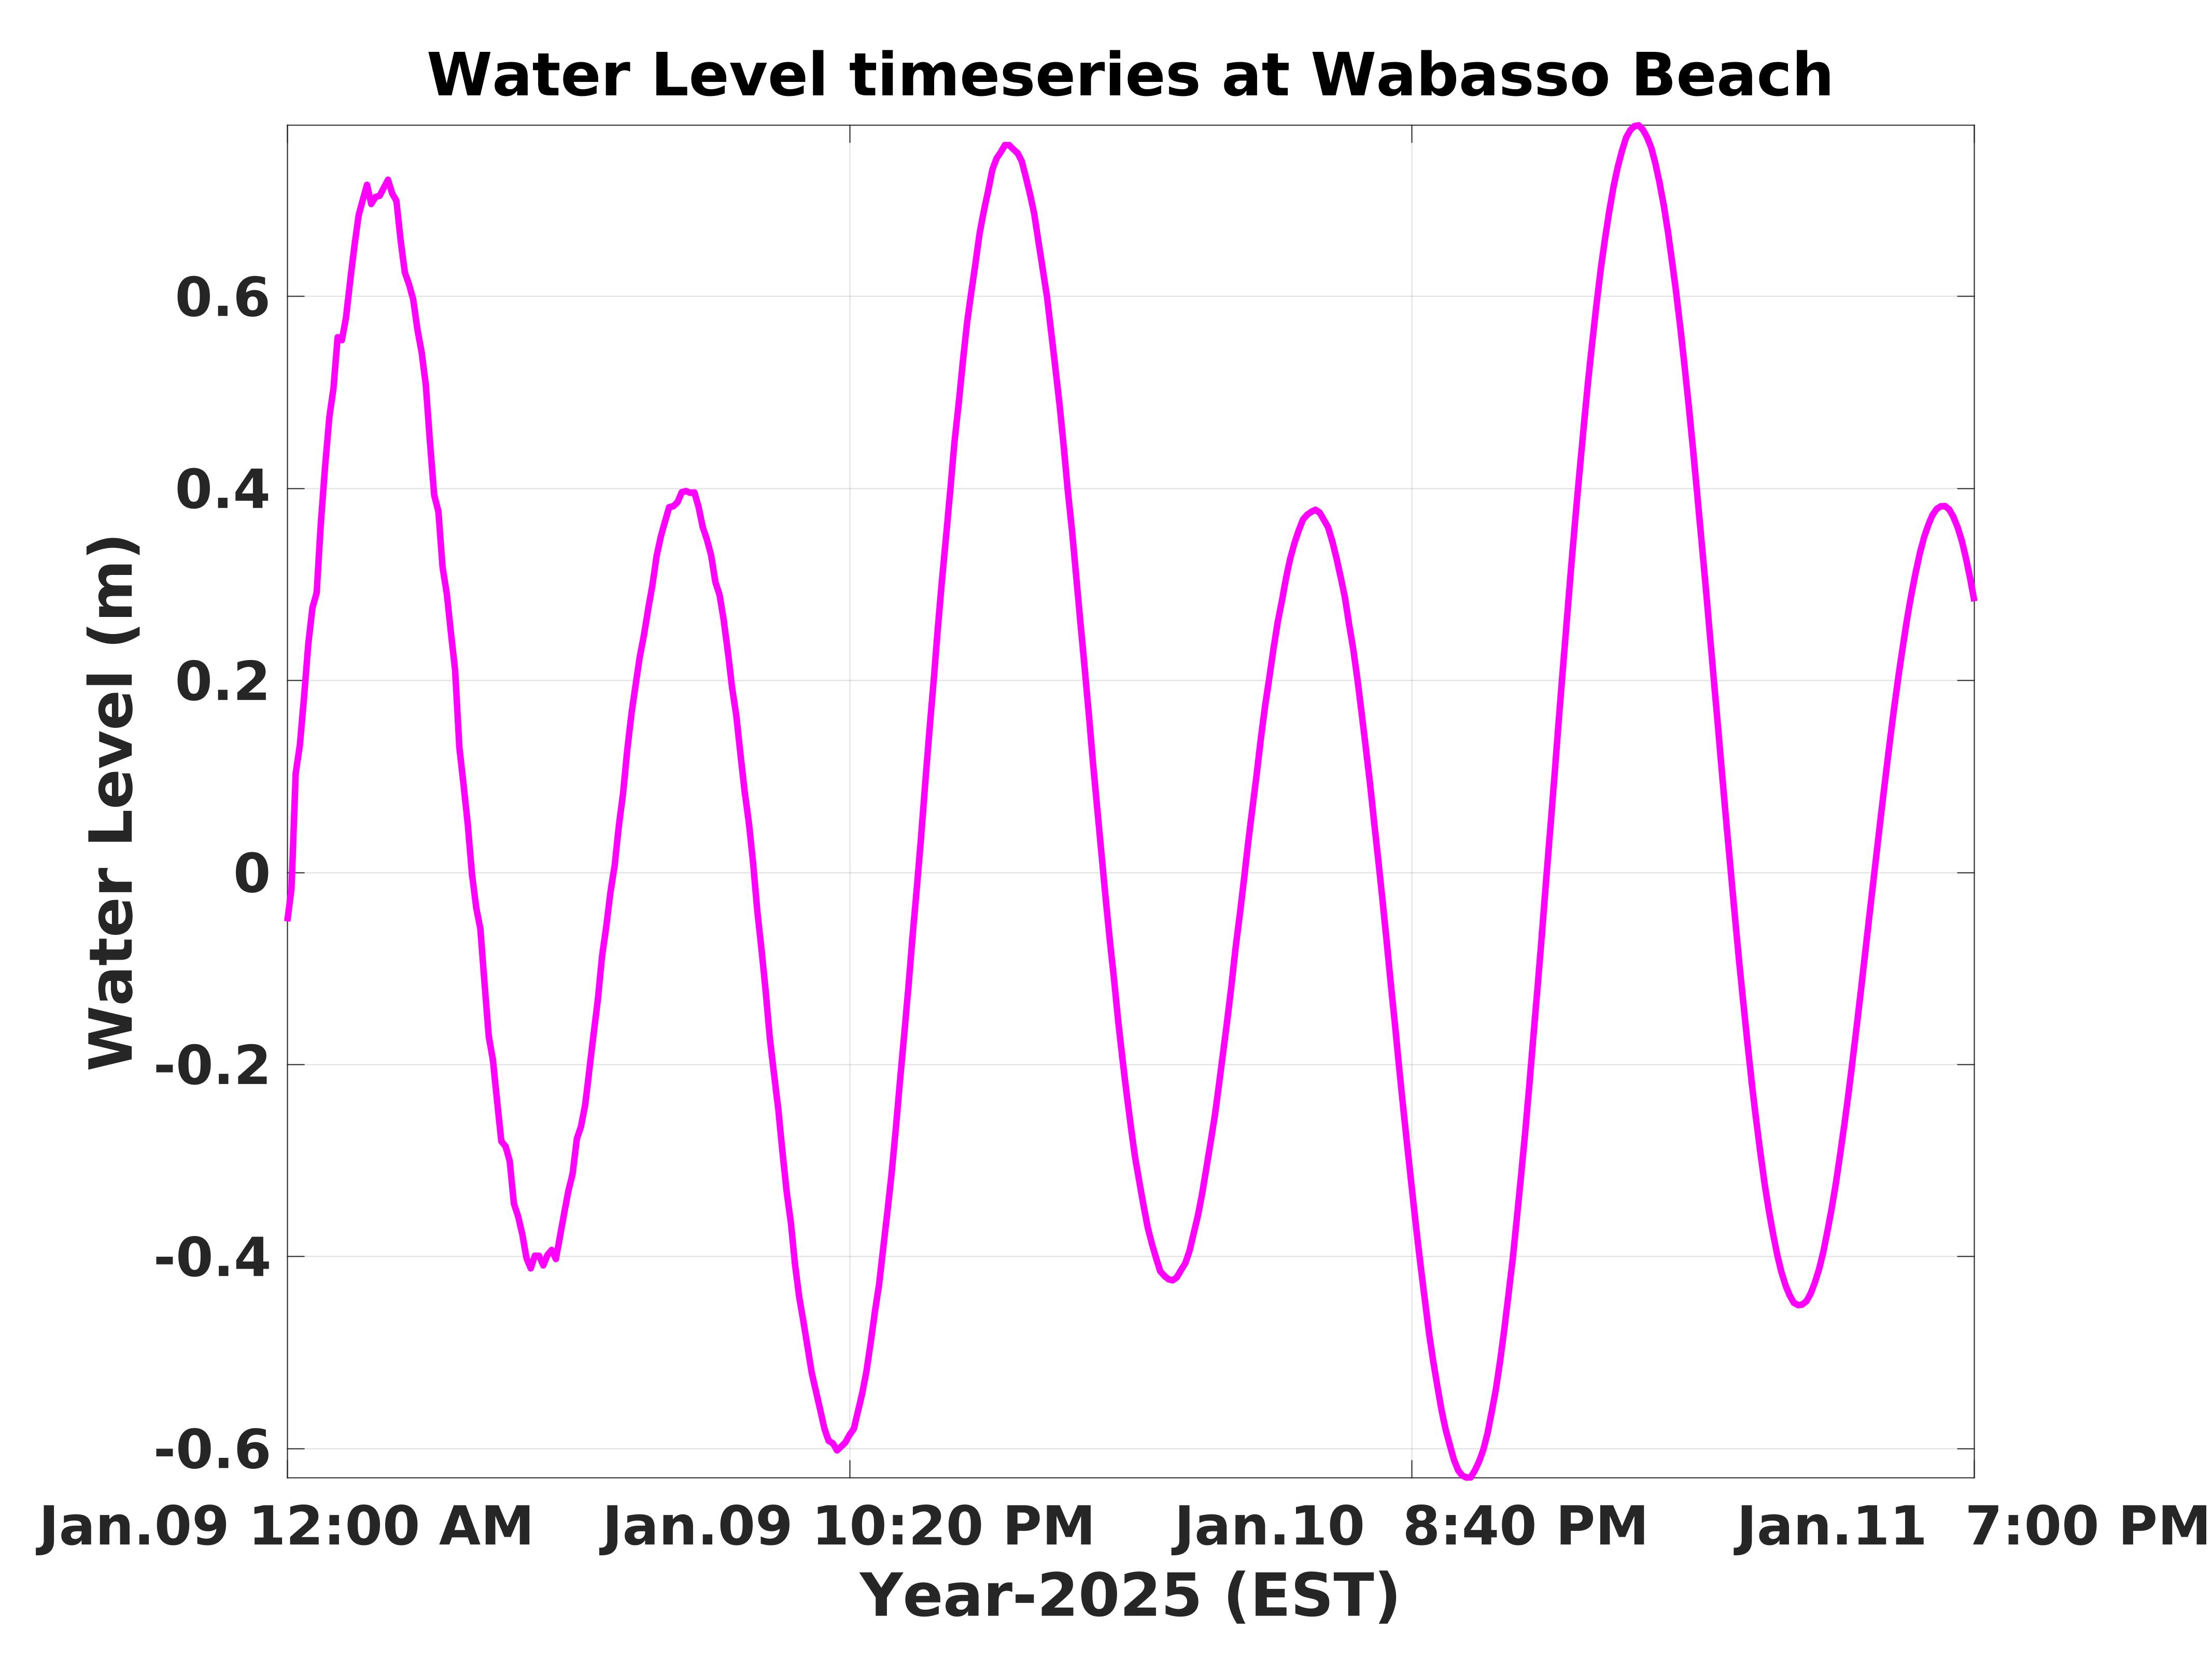 Water Level timeseries at Wabasso Beach
Water Level (m)
0.6
0.4
0.2
0
-0.2
-0.4
-0.6
Jan.09 12:00 AM Jan.09 10:20 PM Jan.10 8:40 PM Jan.11 7:00 PM
Year-2025 (EST)